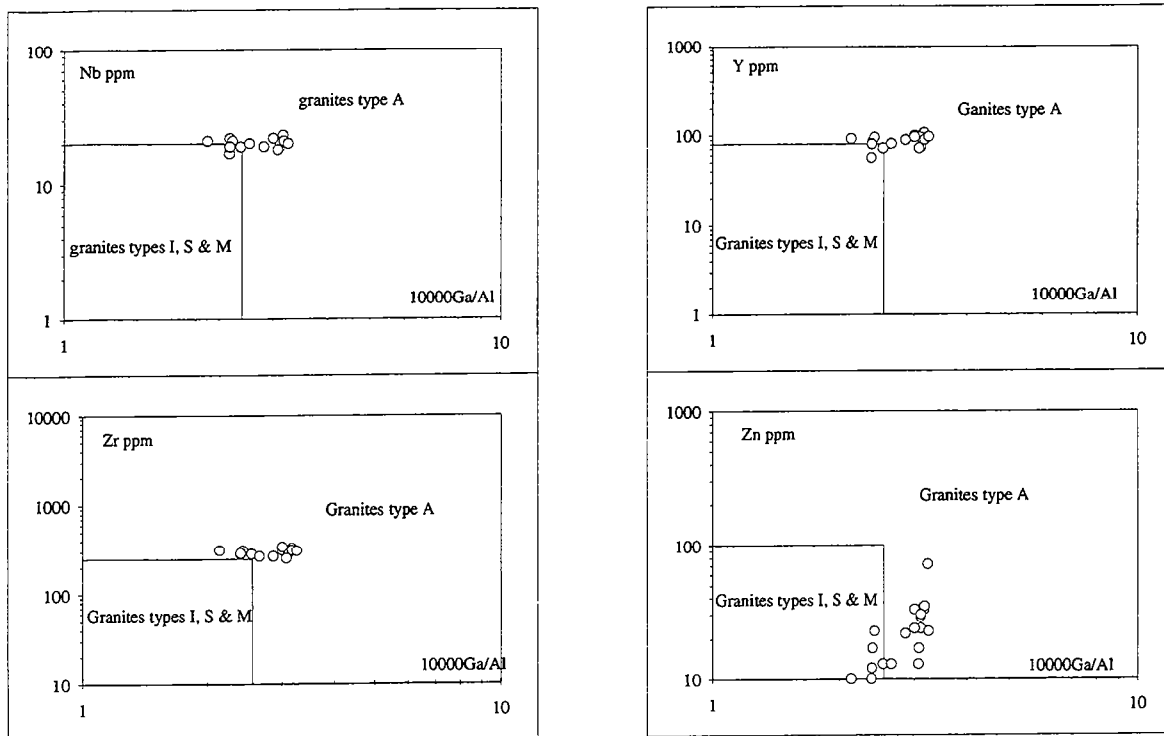 100
Nb ppm
granites type A
10
granites types I, S & M
10000Ga/Al
1
1
10
1000
Y ppm
Ganites type A
100
10
Granites types I, S & M
10000Ga/Al
1
1
10
10000
Zr ppm
1000
Granites type A
100
Granites types I, S & M
10000Ga/Al
10
1
10
1000
Zn ppm
Granites type A
100
Granites types I, S & M
10000Ga/Al
10
1
10